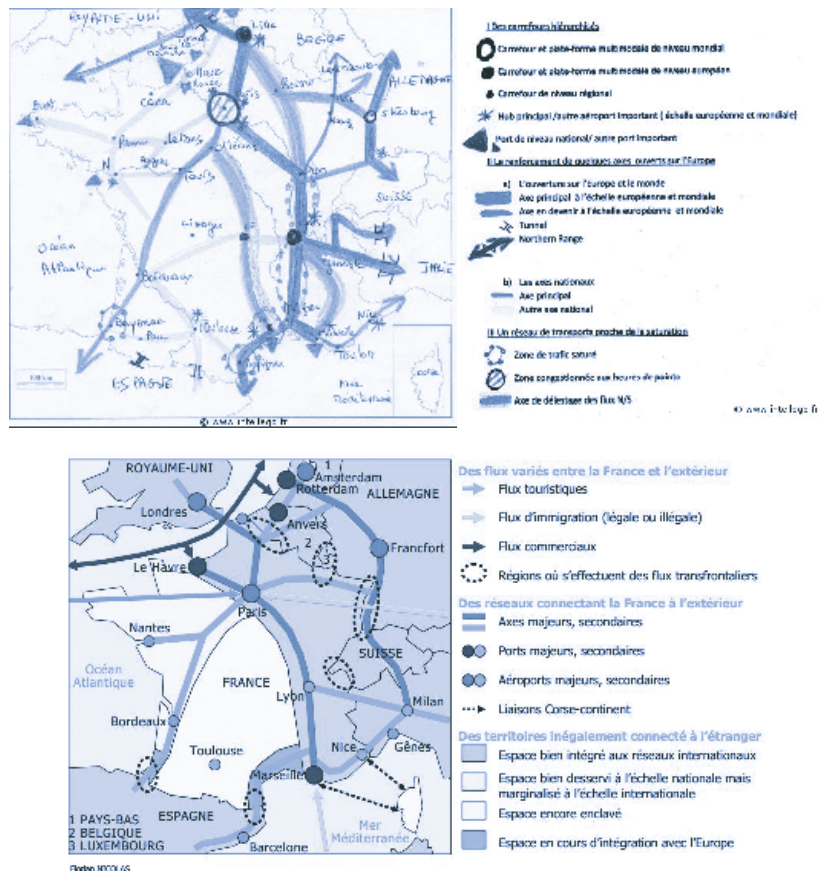 ROYAUME-UNI
Lille
BELGIQUE
ALLEMAGNE
Strasbourg
Caen
Paris
Le Mans
Tours
SUISSE
Limoges
Océan
Atlantique
Bordeaux
ITALIE
Nice
Toulouse
Toulon
Pau
ESPAGNE
Mer
Méditerranée
© www.intellego.fr
I Des carrefours hiérarchisés
Carrefour et plate-forme multimodale de niveau mondial
Carrefour et plate-forme multimodale de niveau européen
Carrefour de niveau régional
Hub principal/autre aéroport important ( échelle européenne et mondiale)
Port de niveau national/ autre port important
II Le renforcement de quelques axes ouverts sur l'Europe
a) L'ouverture sur l'Europe et le monde
Axe principal à l'échelle européenne et mondiale
Axe en devenir à l'échelle européenne et mondiale
Tunnel
Northern Range
b) Les axes nationaux
Axe principal
Autre axe national
III Un réseau de transports proche de la saturation
Zone de trafic saturé
Zone congestionnée aux heures de pointe
Axe de délestage des flux N/S
© www.intellego.fr
ROYAUME-UNI
1
Amsterdam
Rotterdam
ALLEMAGNE
Londres
Anvers
2
3
Francfort
Le Hâvre
Paris
Nantes
SUISSE
Océan
Atlantique
FRANCE
Lyon
Milan
Bordeaux
Gênes
Nice
Toulouse
Marseille
ESPAGNE
Mer
Méditerranée
Barcelone
1 PAYS-BAS
2 BELGIQUE
3 LUXEMBOURG
Florian NICOLAS
Des flux variés entre la France et l'extérieur
Flux touristiques
Flux d'immigration (légale ou illégale)
Flux commerciaux
Régions où s'effectuent des flux transfrontaliers
Des réseaux connectant la France à l'extérieur
Axes majeurs, secondaires
Ports majeurs, secondaires
Aéroports majeurs, secondaires
Liaisons Corse-continent
Des territoires inégalement connecté à l'étranger
Espace bien intégré aux réseaux internationaux
Espace bien desservi à l'échelle nationale mais
marginalisé à l'échelle internationale
Espace encore enclavé
Espace en cours d'intégration avec l'Europe